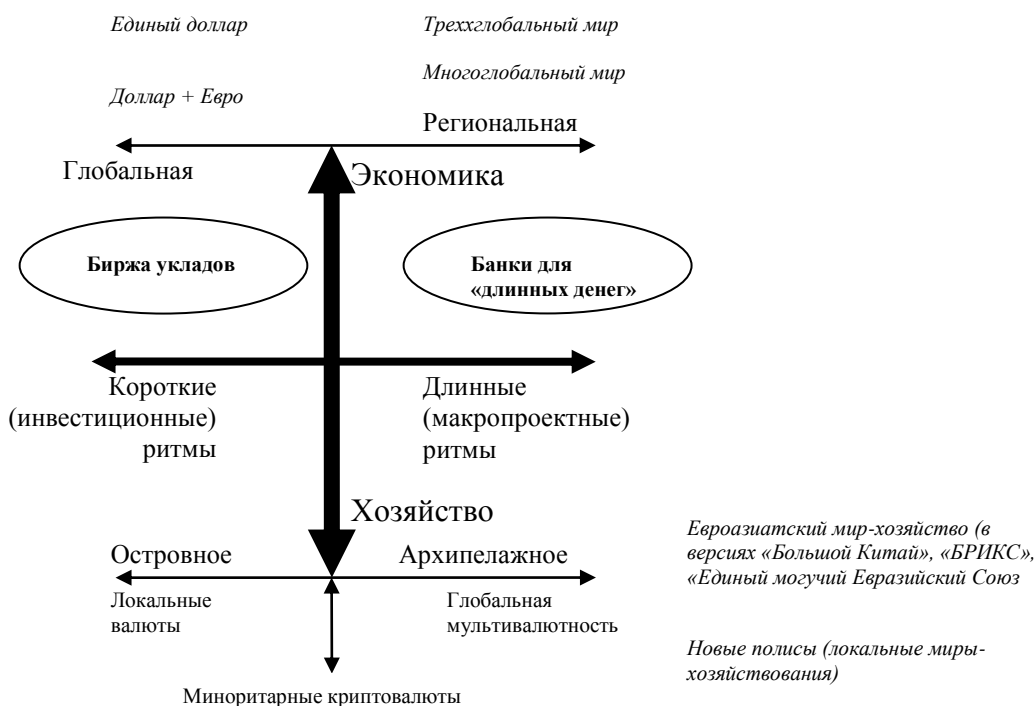 Единый доллар
Треххглобальный мир
Многоглобальный мир
Доллар + Евро
Региональная
Глобальная
Экономика
Биржа укладов
Банки для
«длинных денег»
Короткие
(инвестиционные)
ритмы
Длинные
(макропроектные)
ритмы
Хозяйство
Островное
Архипелажное
Локальные
валюты
Глобальная
мультивалютность
Евроазиатский мир-хозяйство (в
версиях «Большой Китай», «БРИКС»,
«Единый могучий Евразийский Союз
Новые полисы (локальные миры-
хозяйствования)
Миноритарные криптовалюты